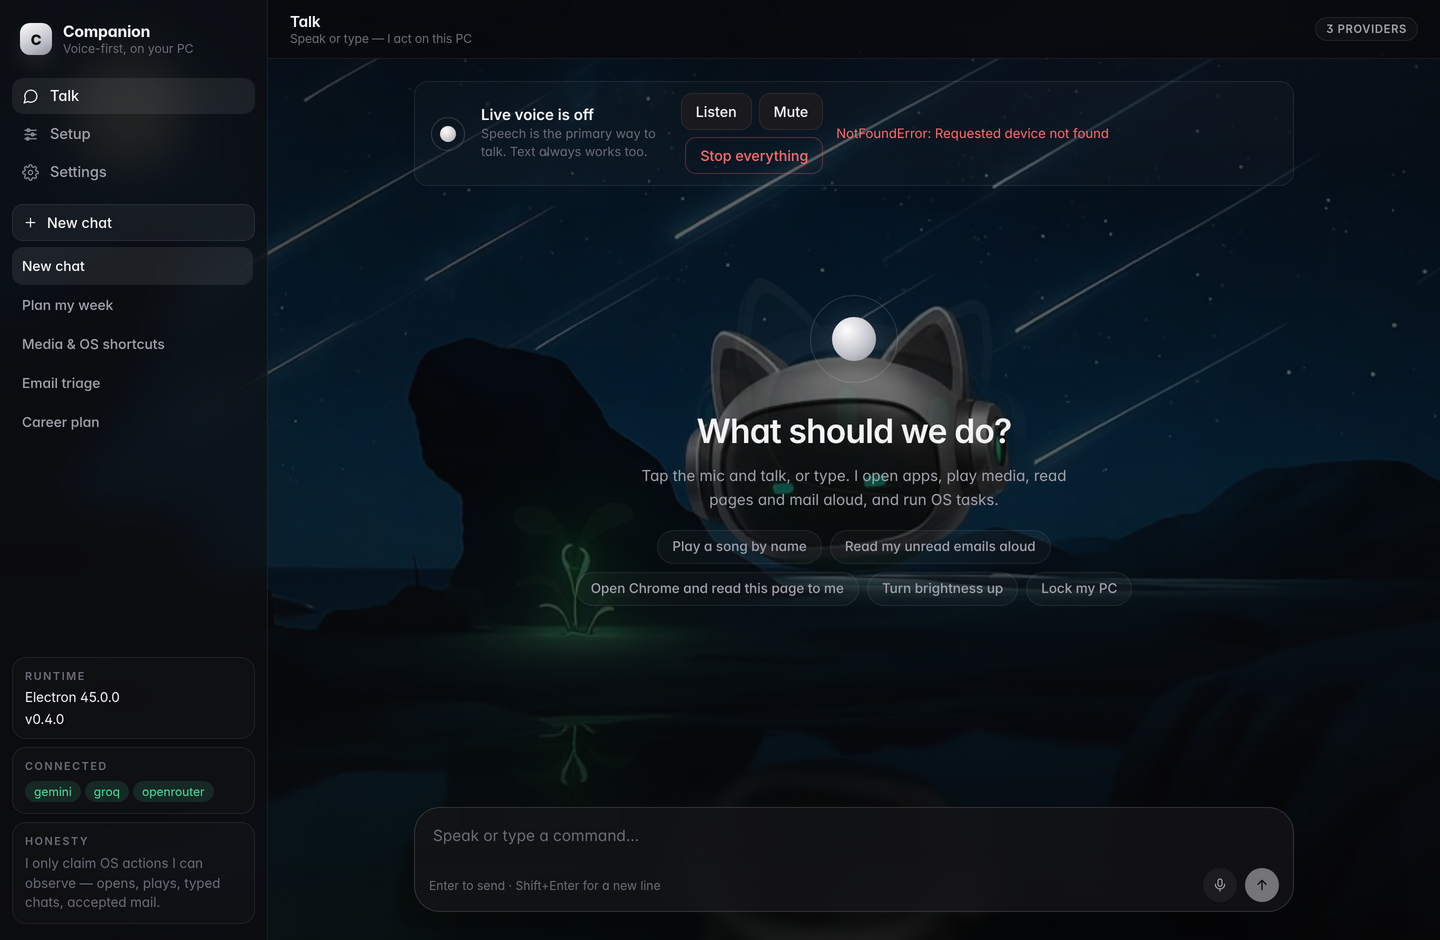 C
Companion
Voice-first, on your PC
Talk
Setup
Settings
+ New chat
New chat
Plan my week
Media & OS shortcuts
Email triage
Career plan
RUNTIME
Electron 45.0.0
v0.4.0
CONNECTED
gemini groq openrouter
HONESTY
I only claim OS actions I can
observe — opens, plays, typed
chats, accepted mail.
Talk
Speak or type — I act on this PC
3 PROVIDERS
Live voice is off
Speech is the primary way to
talk. Text always works too.
Listen Mute
Stop everything
NotFoundError: Requested device not found
What should we do?
Tap the mic and talk, or type. I open apps, play media, read
pages and mail aloud, and run OS tasks.
Play a song by name Read my unread emails aloud
Open Chrome and read this page to me Turn brightness up Lock my PC
Speak or type a command...
Enter to send · Shift+Enter for a new line